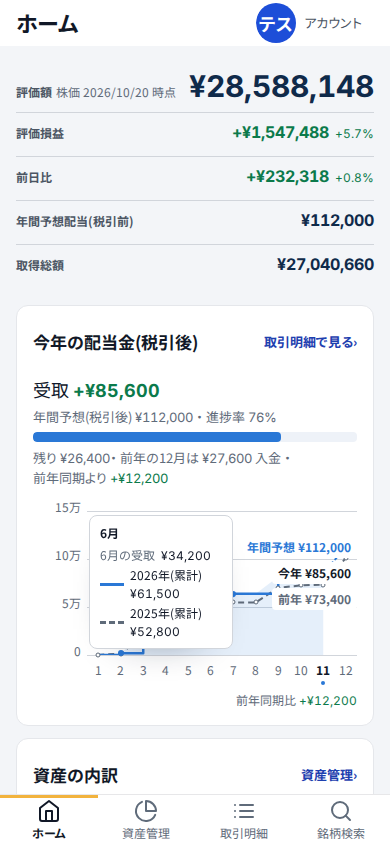 ホーム
テス アカウント
評価額 株価 2026/10/20 時点 ¥28,588,148
評価損益 +¥1,547,488 +5.7%
前日比 +¥232,318 +0.8%
年間予想配当(税引前) ¥112,000
取得総額 ¥27,040,660
今年の配当金(税引後) 取引明細で見る›
受取 +¥85,600
年間予想(税引後) ¥112,000・進捗率 76%
残り ¥26,400・前年の12月は ¥27,600 入金・
前年同期より +¥12,200
15万
6月
6月の受取 ¥34,200
2026年(累計)
¥61,500
2025年(累計)
¥52,800
10万
年間予想 ¥112,000
今年 ¥85,600
5万
前年 ¥73,400
0
1 2 3 4 5 6 7 8 9 10 11 12
前年同期比 +¥12,200
資産の内訳 資産管理›
ホーム 資産管理 取引明細 銘柄検索